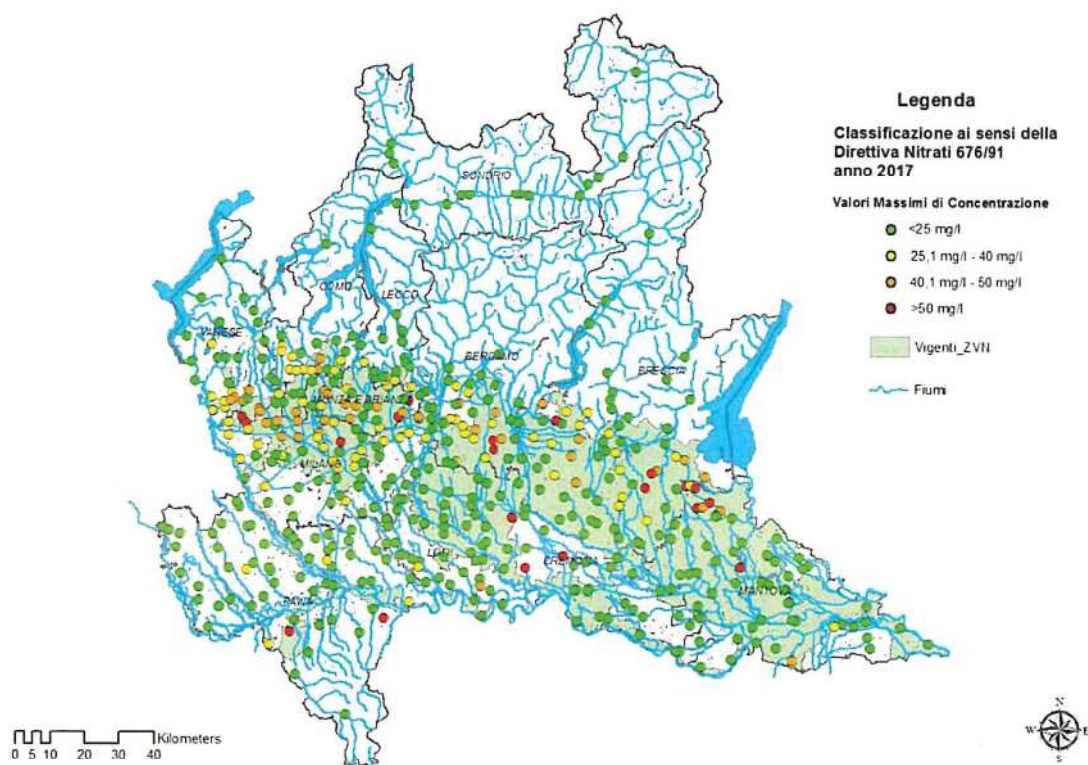 Legenda
Classificazione ai sensi della
Direttiva Nitrati 676/91
anno 2017
Valori Massimi di Concentrazione
<25 mg/l
25,1 mg/l - 40 mg/l
40,1 mg/l - 50 mg/l
>50 mg/l
Vigenti_ZVN
Fiumi
SONDRIO
COMO
LECCO
VARESE
BERGAMO
BRESCIA
MONZA E BRIANZA
MILANO
LODI
CREMONA
PAVIA
MANTOVA
Kilometers
0 5 10 20 30 40
N
W E
S